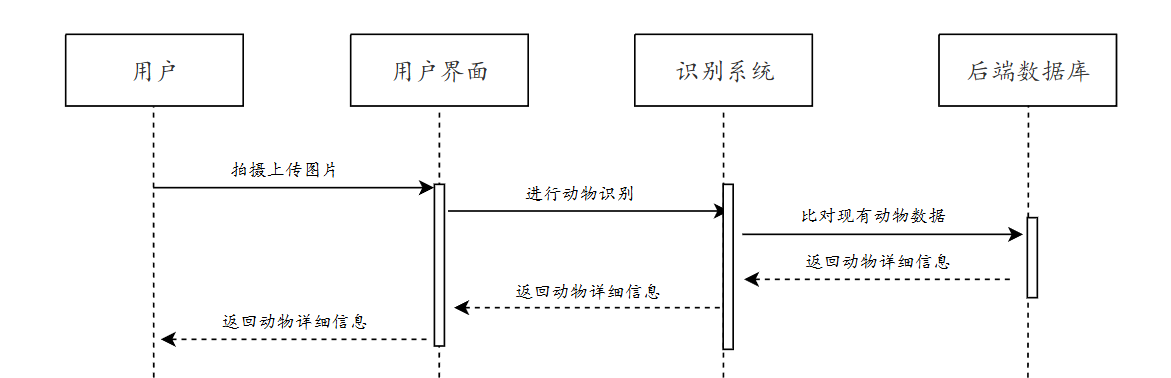 用户
用户界面
识别系统
后端数据库
拍摄上传图片
进行动物识别
比对现有动物数据
返回动物详细信息
返回动物详细信息
返回动物详细信息